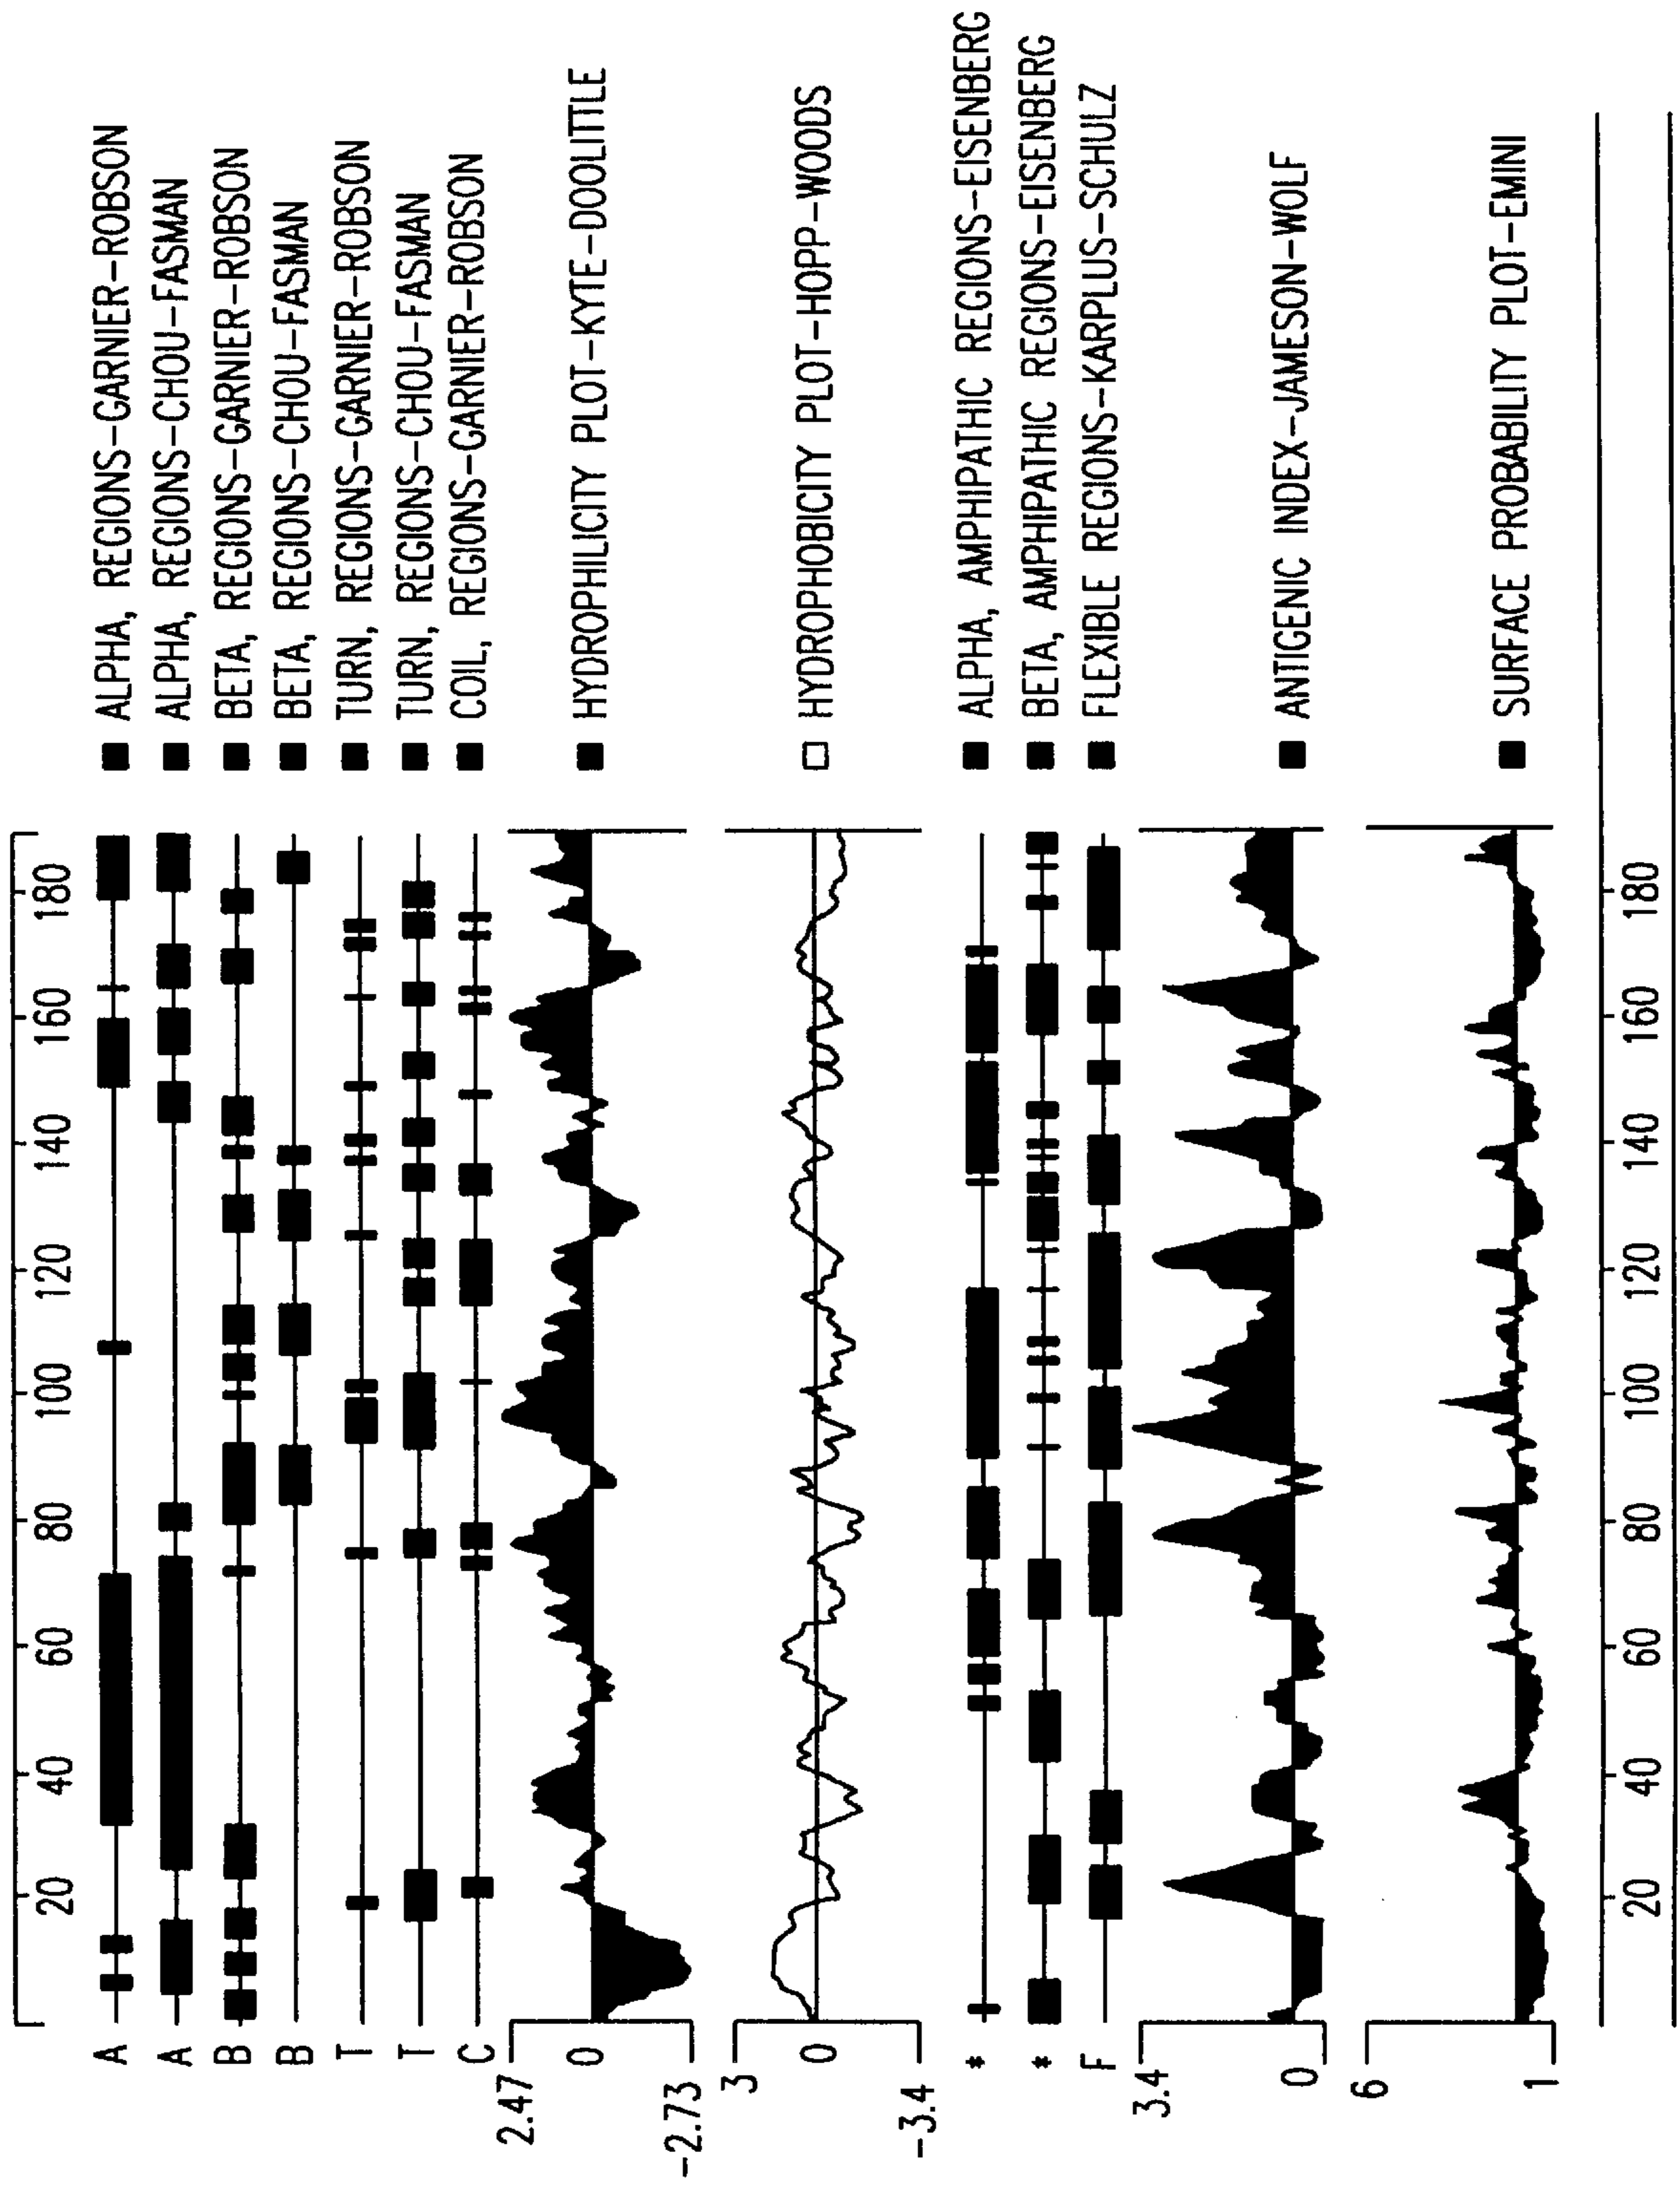 20 40 60 80 100 120 140 160 180
A ALPHA, REGIONS-GARNIER-ROBSON
A ALPHA, REGIONS-CHOU-FASMAN
B BETA, REGIONS-GARNIER-ROBSON
B BETA, REGIONS-CHOU-FASMAN
T TURN, REGIONS-GARNIER-ROBSON
T TURN, REGIONS-CHOU-FASMAN
C COIL, REGIONS-GARNIER-ROBSON
2.47
0 HYDROPHILICITY PLOT-KYTE-DOOLITTLE
-2.73
3
0 HYDROPHOBICITY PLOT-HOPP-WOODS
-3.4
* ALPHA, AMPHIPATHIC REGIONS-EISENBERG
* BETA, AMPHIPATHIC REGIONS-EISENBERG
F FLEXIBLE REGIONS-KARPLUS-SCHULZ
3.4
0 ANTIGENIC INDEX-JAMESON-WOLF
6
SURFACE PROBABILITY PLOT-EMINI
1
20 40 60 80 100 120 140 160 180